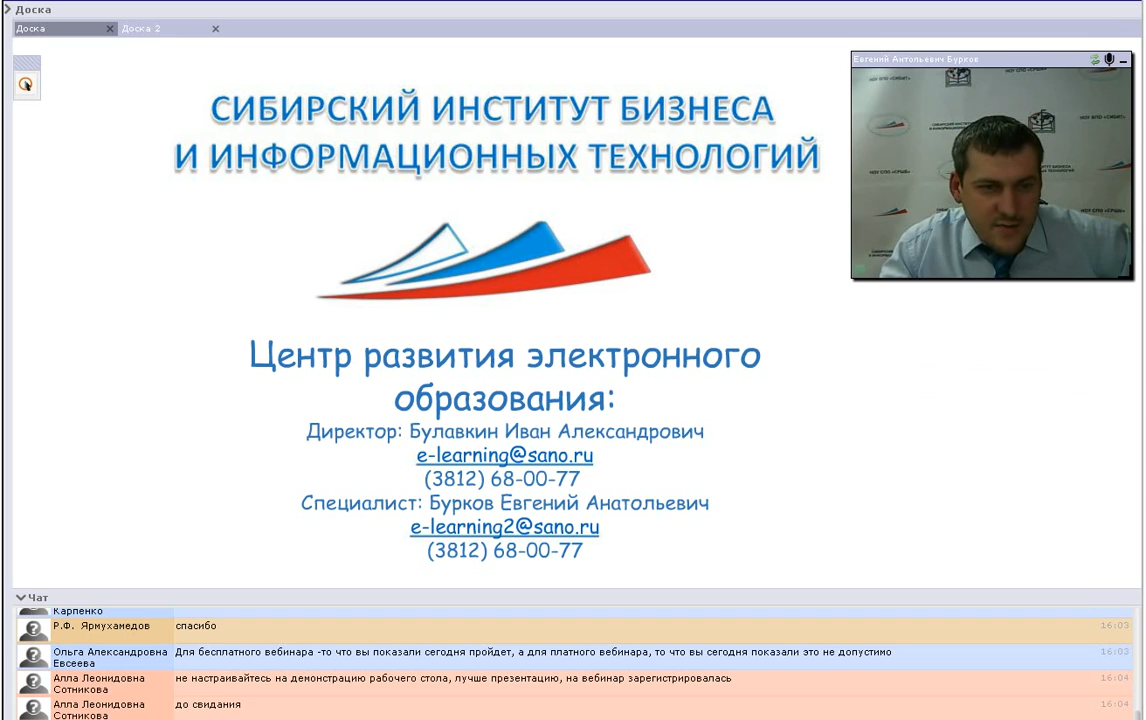 Доска
Доска
Доска 2
Евгений Антольевич Бурков
СИБИРСКИЙ ИНСТИТУТ БИЗНЕСА
И ИНФОРМАЦИОННЫХ ТЕХНОЛОГИЙ
Центр развития электронного
образования:
Директор: Булавкин Иван Александрович
e-learning@sano.ru
(3812) 68-00-77
Специалист: Бурков Евгений Анатольевич
e-learning2@sano.ru
(3812) 68-00-77
Чат
Карпенко
Р.Ф. Ярмухамедов спасибо 16:03
Ольга Александровна Для бесплатного вебинара -то что вы показали сегодня пройдет, а для платного вебинара, то что вы сегодня показали это не допустимо 16:03
Евсеева
Алла Леонидовна не настраивайтесь на демонстрацию рабочего стола, лучше презентацию, на вебинар зарегистрировалась 16:04
Сотникова
Алла Леонидовна до свидания 16:04
Сотникова